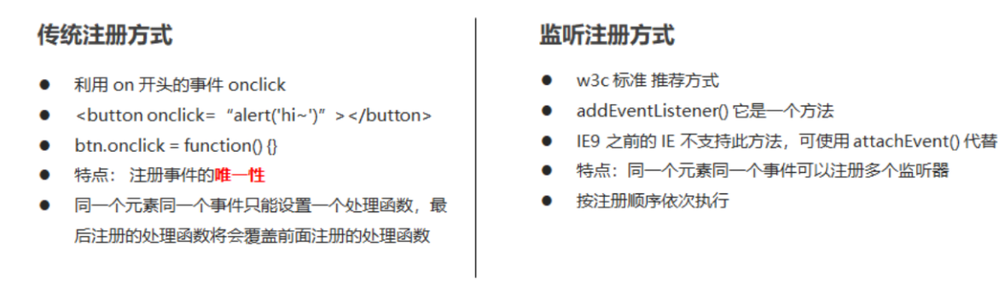 传统注册方式
● 利用 on 开头的事件 onclick
● <button onclick= “alert('hi~')” ></button>
● btn.onclick = function() {}
● 特点： 注册事件的唯一性
● 同一个元素同一个事件只能设置一个处理函数，最
后注册的处理函数将会覆盖前面注册的处理函数
监听注册方式
● w3c 标准 推荐方式
● addEventListener() 它是一个方法
● IE9 之前的 IE 不支持此方法，可使用 attachEvent() 代替
● 特点：同一个元素同一个事件可以注册多个监听器
● 按注册顺序依次执行